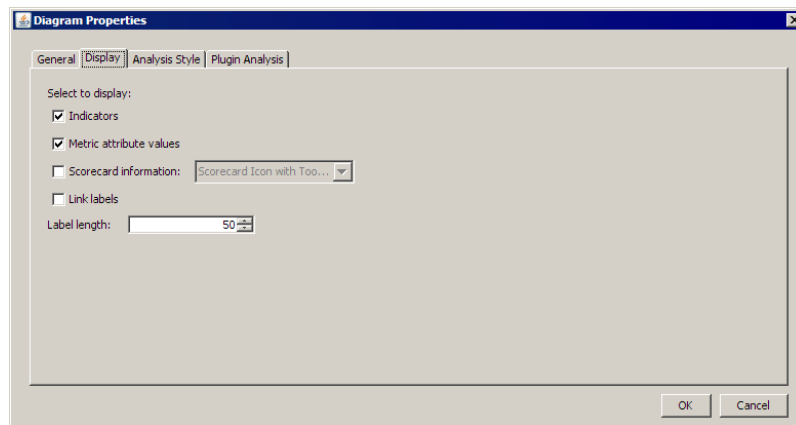 Diagram Properties
General Display Analysis Style Plugin Analysis
Select to display:
Indicators
Metric attribute values
Scorecard information: Scorecard Icon with Too...
Link labels
Label length: 50
OK Cancel